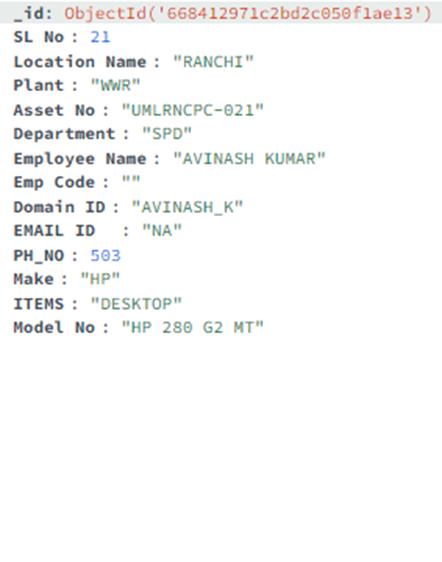 _id: ObjectId('668412971c2bd2c050f1ae13')
SL No : 21
Location Name : "RANCHI"
Plant : "WWR"
Asset No : "UMLRNCPC-021"
Department : "SPD"
Employee Name : "AVINASH KUMAR"
Emp Code : ""
Domain ID : "AVINASH_K"
EMAIL ID : "NA"
PH_NO : 503
Make : "HP"
ITEMS : "DESKTOP"
Model No : "HP 280 G2 MT"